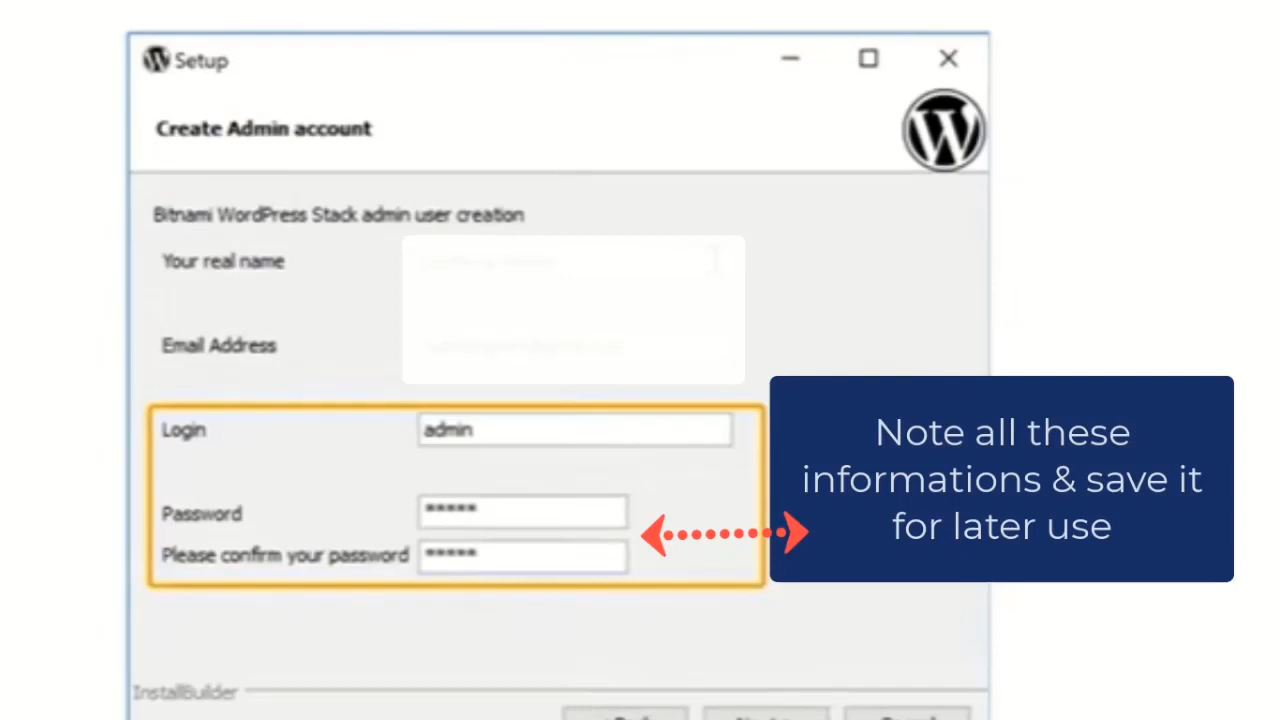 Setup
Create Admin account
Bitnami WordPress Stack admin user creation
Your real name
Email Address
Login admin
Password *****
Please confirm your password *****
Note all these
informations & save it
for later use
InstallBuilder